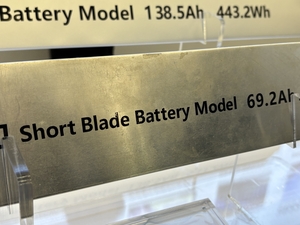 Battery Model 138.5Ah 443.2Wh
Short Blade Battery Model 69.2Ah